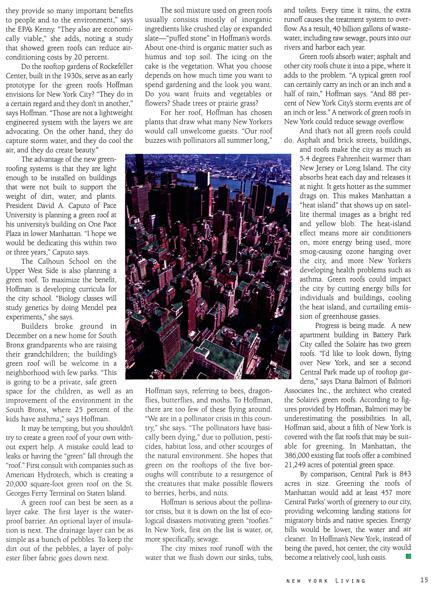 they provide so many important benefits
to people and to the environment," says
the EPA's Kenny. "They also are economi-
cally viable," she adds, noting a study
that showed green roofs can reduce air-
conditioning costs by 20 percent.
Do the rooftop gardens of Rockefeller
Center, built in the 1930s, serve as an early
prototype for the green roofs Hoffman
envisions for New York City? "They do in
a certain regard and they don't in another,"
says Hoffman. "Those are not a lightweight
engineered system with the layers we are
advocating. On the other hand, they do
capture storm water, and they do cool the
air, and they do create beauty."
The advantage of the new green-
roofing systems is that they are light
enough to be installed on buildings
that were not built to support the
weight of dirt, water, and plants.
President David A. Caputo of Pace
University is planning a green roof at
his university's building on One Pace
Plaza in lower Manhattan. "I hope we
would be dedicating this within two
or three years," Caputo says.
The Calhoun School on the
Upper West Side is also planning a
green roof. To maximize the benefit,
Hoffman is developing curricula for
the city school. "Biology classes will
study genetics by doing Mendel pea
experiments," she says.
Builders broke ground in
December on a new home for South
Bronx grandparents who are raising
their grandchildren; the building's
green roof will be welcome in a
neighborhood with few parks. "This
is going to be a private, safe green
space for the children, as well as an
improvement of the environment in the
South Bronx, where 25 percent of the
kids have asthma," says Hoffman.
It may be tempting, but you shouldn't
try to create a green roof of your own with-
out expert help. A mistake could lead to
leaks or having the "green" fall through the
"roof." First consult with companies such as
American Hydrotech, which is creating a
20,000 square-foot green roof on the St.
Georges Ferry Terminal on Staten Island.
A green roof can best be seen as a
layer cake. The first layer is the water-
proof barrier. An optional layer of insula-
tion is next. The drainage layer can be as
simple as a bunch of pebbles. To keep the
dirt out of the pebbles, a layer of poly-
ester fiber fabric goes down next.
The soil mixture used on green roofs
usually consists mostly of inorganic
ingredients like crushed clay or expanded
slate—"puffed stone" in Hoffman's words.
About one-third is organic matter such as
humus and top soil. The icing on the
cake is the vegetation. What you choose
depends on how much time you want to
spend gardening and the look you want.
Do you want fruits and vegetables or
flowers? Shade trees or prairie grass?
For her roof, Hoffman has chosen
plants that draw what many New Yorkers
would call unwelcome guests. "Our roof
buzzes with pollinators all summer long,"
Hoffman says, referring to bees, dragon-
flies, butterflies, and moths. To Hoffman,
there are too few of these flying around.
"We are in a pollinator crisis in this coun-
try," she says. "The pollinators have basi-
cally been dying," due to pollution, pesti-
cides, habitat loss, and other scourges of
the natural environment. She hopes that
green on the rooftops of the five bor-
oughs will contribute to a resurgence of
the creatures that make possible flowers
to berries, herbs, and nuts.
Hoffman is serious about the pollina-
tor crisis, but it is down on the list of eco-
logical disasters motivating green "roofies."
In New York, first on the list is water, or,
more specifically, sewage.
The city mixes roof runoff with the
water that we flush down our sinks, tubs,
and toilets. Every time it rains, the extra
runoff causes the treatment system to over-
flow. As a result, 40 billion gallons of waste-
water, including raw sewage, pours into our
rivers and harbor each year.
Green roofs absorb water; asphalt and
other city roofs chute it into a pipe, where it
adds to the problem. "A typical green roof
can certainly carry an inch or an inch and a
half of rain," Hoffman says. "And 88 per-
cent of New York City's storm events are of
an inch or less." A network of green roofs in
New York could reduce sewage overflow.
And that's not all green roofs could
do. Asphalt and brick streets, buildings,
and roofs make the city as much as
5.4 degrees Fahrenheit warmer than
New Jersey or Long Island. The city
absorbs heat each day and releases it
at night. It gets hotter as the summer
drags on. This makes Manhattan a
"heat island" that shows up on satel-
lite thermal images as a bright red
and yellow blob. The heat-island
effect means more air conditioners
on, more energy being used, more
smog-causing ozone hanging over
the city, and more New Yorkers
developing health problems such as
asthma. Green roofs could impact
the city by cutting energy bills for
individuals and buildings, cooling
the heat island, and curtailing emis-
sion of greenhouse gasses.
Progress is being made. A new
apartment building in Battery Park
City called the Solaire has two green
roofs. "I'd like to look down, flying
over New York, and see a second
Central Park made up of rooftop gar-
dens," says Diana Balmori of Balmori
Associates Inc., the architect who created
the Solaire's green roofs. According to fig-
ures provided by Hoffman, Balmori may be
underestimating the possibilities. In all,
Hoffman said, about a fifth of New York is
covered with the flat roofs that may be suit-
able for greening. In Manhattan, the
386,000 existing flat roofs offer a combined
21,249 acres of potential green space.
By comparison, Central Park is 843
acres in size. Greening the roofs of
Manhattan would add at least 457 more
Central Parks' worth of greenery to our city,
providing welcoming landing stations for
migratory birds and native species. Energy
bills would be lower, the water and air
cleaner. In Hoffman's New York, instead of
being the paved, hot center, the city would
become a relatively cool, lush oasis.
NEW YORK LIVING 15